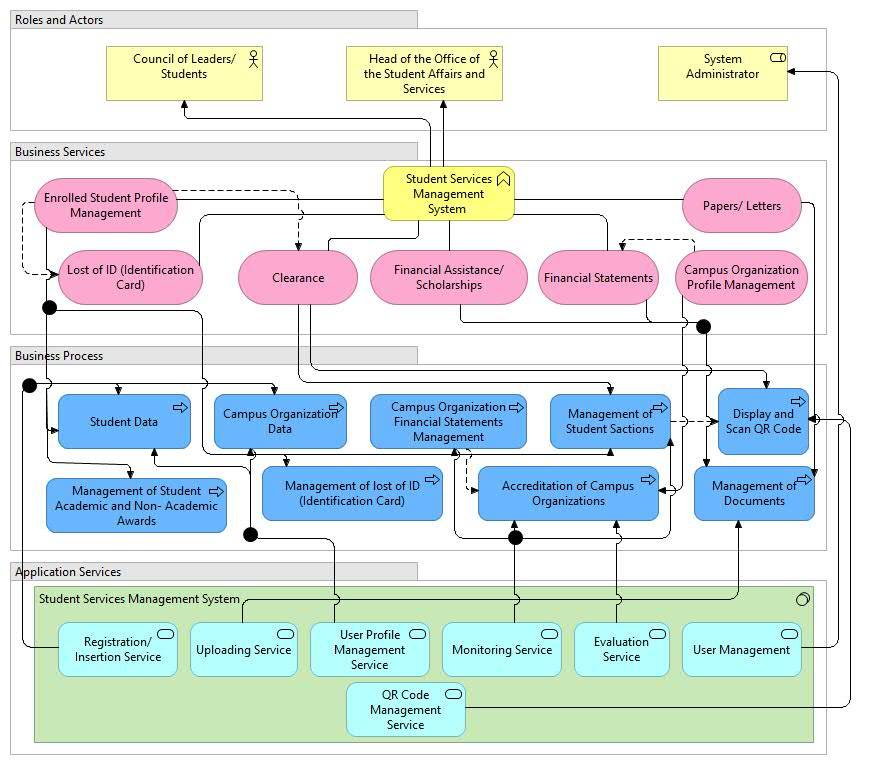 Roles and Actors
Council of Leaders/
Students
Head of the Office of
the Student Affairs and
Services
System
Administrator
Business Services
Student Services
Management
System
Enrolled Student Profile
Management
Papers/ Letters
Lost of ID (Identification
Card)
Clearance
Financial Assistance/
Scholarships
Financial Statements
Campus Organization
Profile Management
Business Process
Student Data
Campus Organization
Data
Campus Organization
Financial Statements
Management
Management of
Student Sactions
Display and
Scan QR Code
Management of Student
Academic and Non- Academic
Awards
Management of lost of ID
(Identification Card)
Accreditation of Campus
Organizations
Management of
Documents
Application Services
Student Services Management System
Registration/
Insertion Service
Uploading Service
User Profile
Management
Service
Monitoring Service
Evaluation
Service
User Management
QR Code
Management
Service